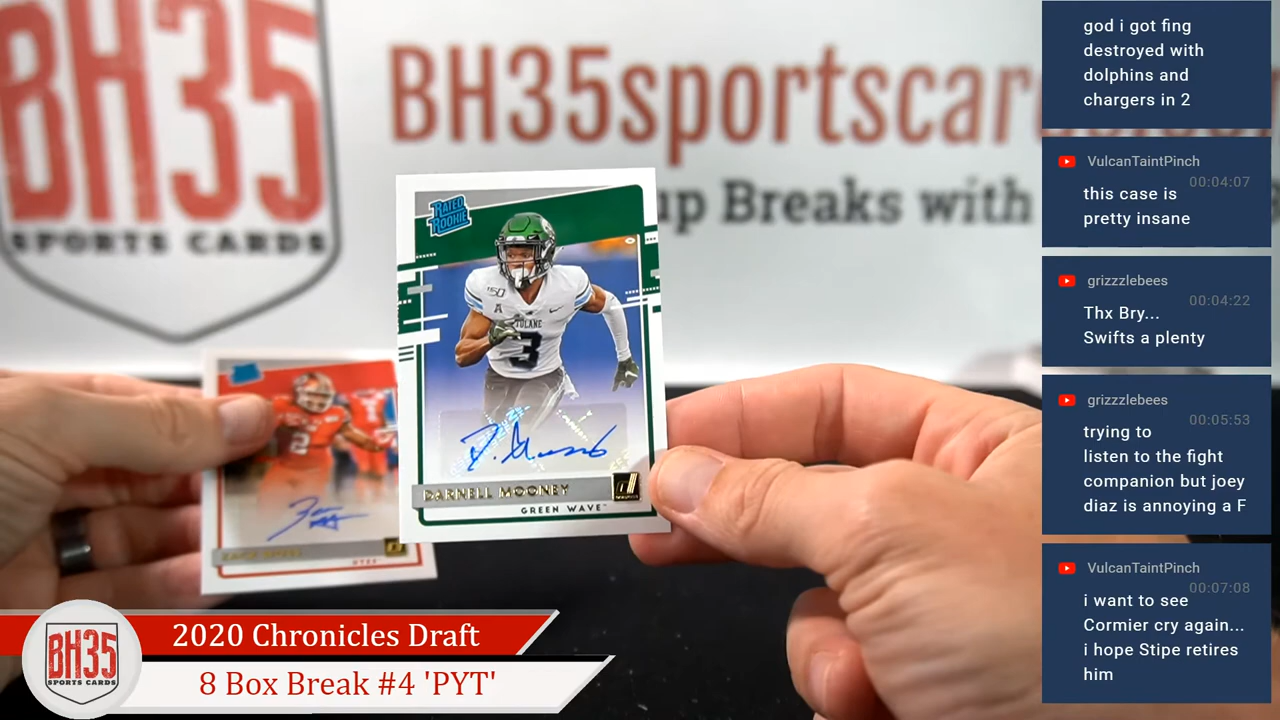 BH35
SPORTS CARDS
BH35sportscar
up Breaks with
RATED
ROOKIE
150
A
TULANE
3
DARNELL MOONEY
GREEN WAVE
2
2020 Chronicles Draft
8 Box Break #4 'PYT'
BH35
SPORTS CARDS
god i got fing
destroyed with
dolphins and
chargers in 2
VulcanTaintPinch
00:04:07
this case is
pretty insane
grizzzlebees
00:04:22
Thx Bry...
Swifts a plenty
grizzzlebees
00:05:53
trying to
listen to the fight
companion but joey
diaz is annoying a F
VulcanTaintPinch
00:07:08
i want to see
Cormier cry again...
i hope Stipe retires
him